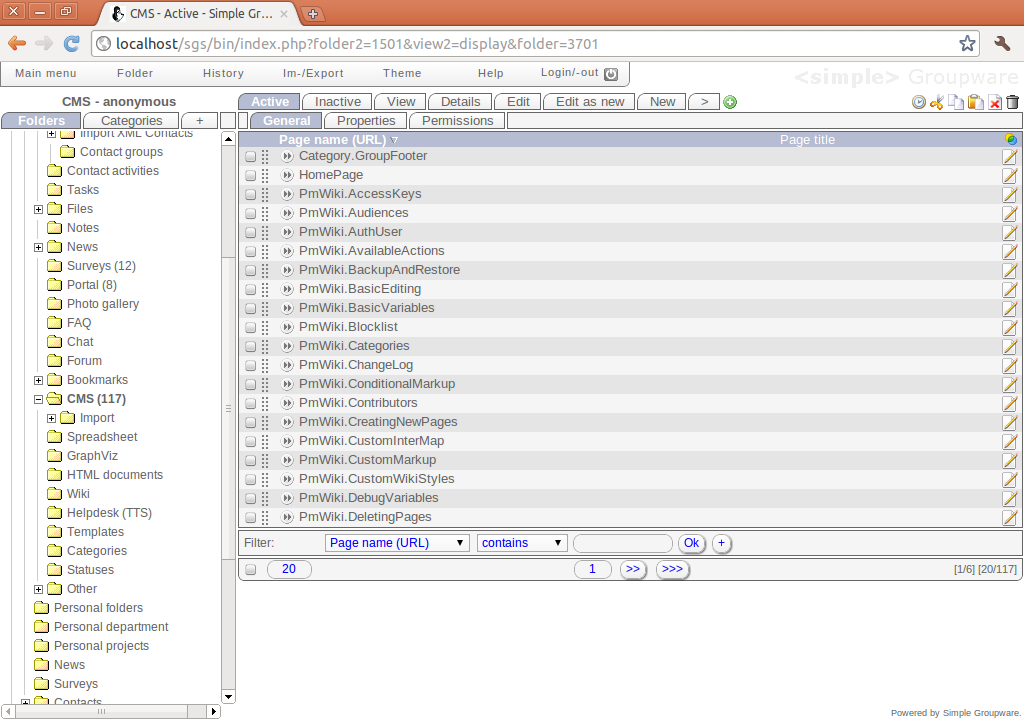 CMS - Active - Simple Gr...
localhost/sgs/bin/index.php?folder2=1501&view2=display&folder=3701
Main menu Folder History Im-/Export Theme Help Login/-out
<simple> Groupware
CMS - anonymous
Active Inactive View Details Edit Edit as new New >
Folders Categories +
General Properties Permissions
Import XML Contacts
Contact groups
Contact activities
Tasks
Files
Notes
News
Surveys (12)
Portal (8)
Photo gallery
FAQ
Chat
Forum
Bookmarks
CMS (117)
Import
Spreadsheet
GraphViz
HTML documents
Wiki
Helpdesk (TTS)
Templates
Categories
Statuses
Other
Personal folders
Personal department
Personal projects
News
Surveys
Contacts
Page name (URL) Page title
Category.GroupFooter
HomePage
PmWiki.AccessKeys
PmWiki.Audiences
PmWiki.AuthUser
PmWiki.AvailableActions
PmWiki.BackupAndRestore
PmWiki.BasicEditing
PmWiki.BasicVariables
PmWiki.Blocklist
PmWiki.Categories
PmWiki.ChangeLog
PmWiki.ConditionalMarkup
PmWiki.Contributors
PmWiki.CreatingNewPages
PmWiki.CustomInterMap
PmWiki.CustomMarkup
PmWiki.CustomWikiStyles
PmWiki.DebugVariables
PmWiki.DeletingPages
Filter: Page name (URL) contains Ok +
20 1 >> >>> [1/6] [20/117]
Powered by Simple Groupware.